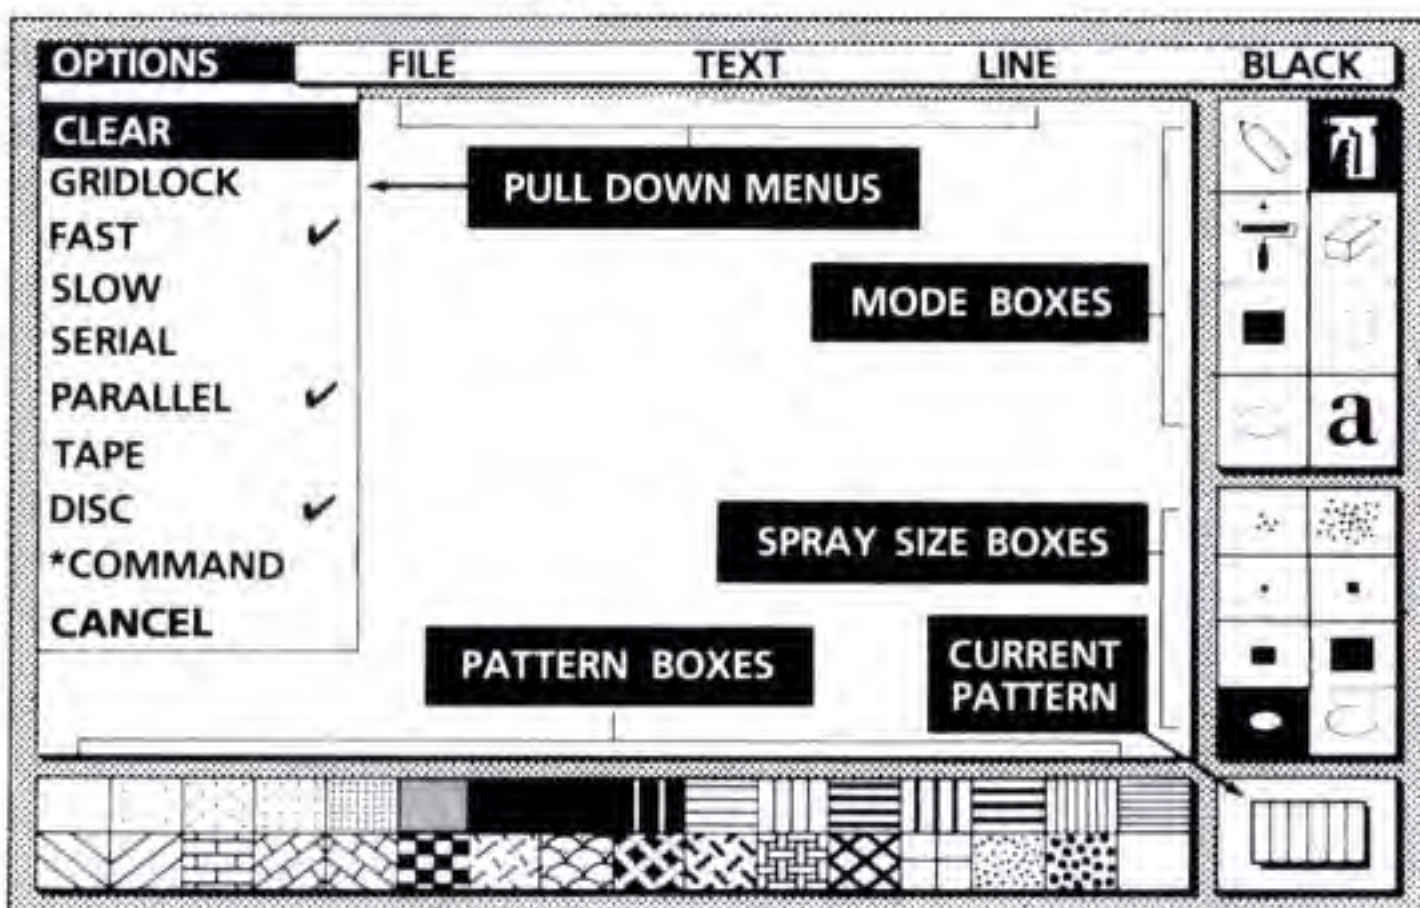 OPTIONS FILE TEXT LINE BLACK
CLEAR
GRIDLOCK
FAST ✔
SLOW
SERIAL
PARALLEL ✔
TAPE
DISC ✔
*COMMAND
CANCEL
PULL DOWN MENUS
MODE BOXES
a
SPRAY SIZE BOXES
PATTERN BOXES
CURRENT
PATTERN